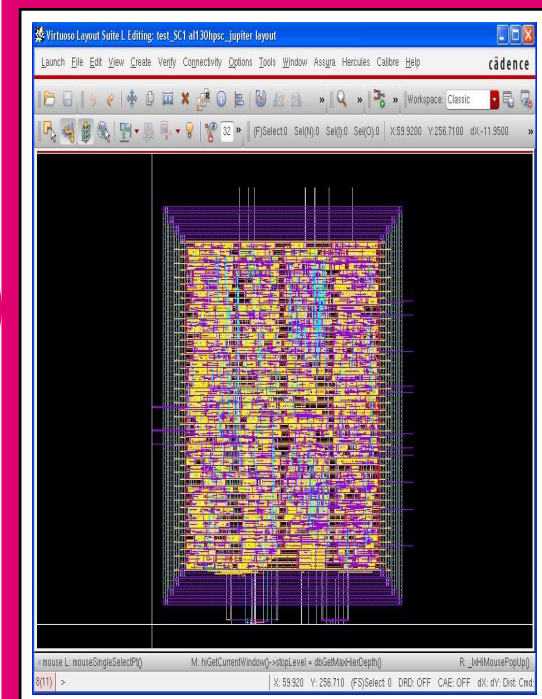 Virtuoso Layout Suite L Editing: test_SC1 al130hpsc_jupiter layout
Launch File Edit View Create Verify Connectivity Options Tools Window Assura Hercules Calibre Help cādence
» » Workspace: Classic
32 » (F)Select:0 Sel(N):0 Sel(I):0 Sel(O):0 X:59.9200 Y:256.7100 dX:-11.9500 »
mouse L: mouseSingleSelectPt() M: hiGetCurrentWindow()->stopLevel = dbGetMaxHierDepth() R: _lxHiMousePopUp()
8(11) > X: 59.920 Y: 256.710 (FS)Select: 0 DRD: OFF CAE: OFF dX: dY: Dist: Cmd: